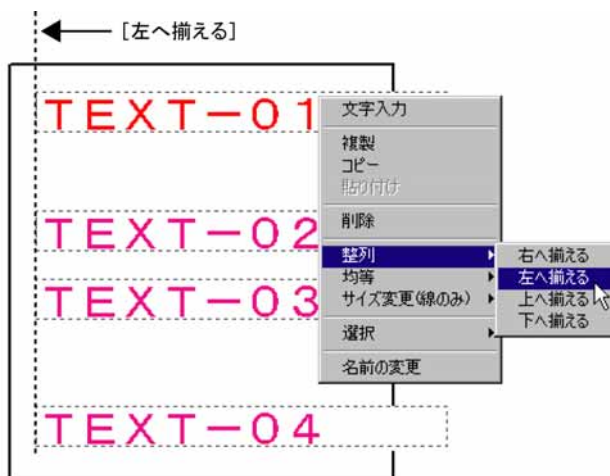 [左へ揃える]
TEXT-01
TEXT-02
TEXT-03
TEXT-04
文字入力
複製
コピー
貼り付け
削除
整列
均等
サイズ変更(線のみ)
選択
名前の変更
右へ揃える
左へ揃える
上へ揃える
下へ揃える